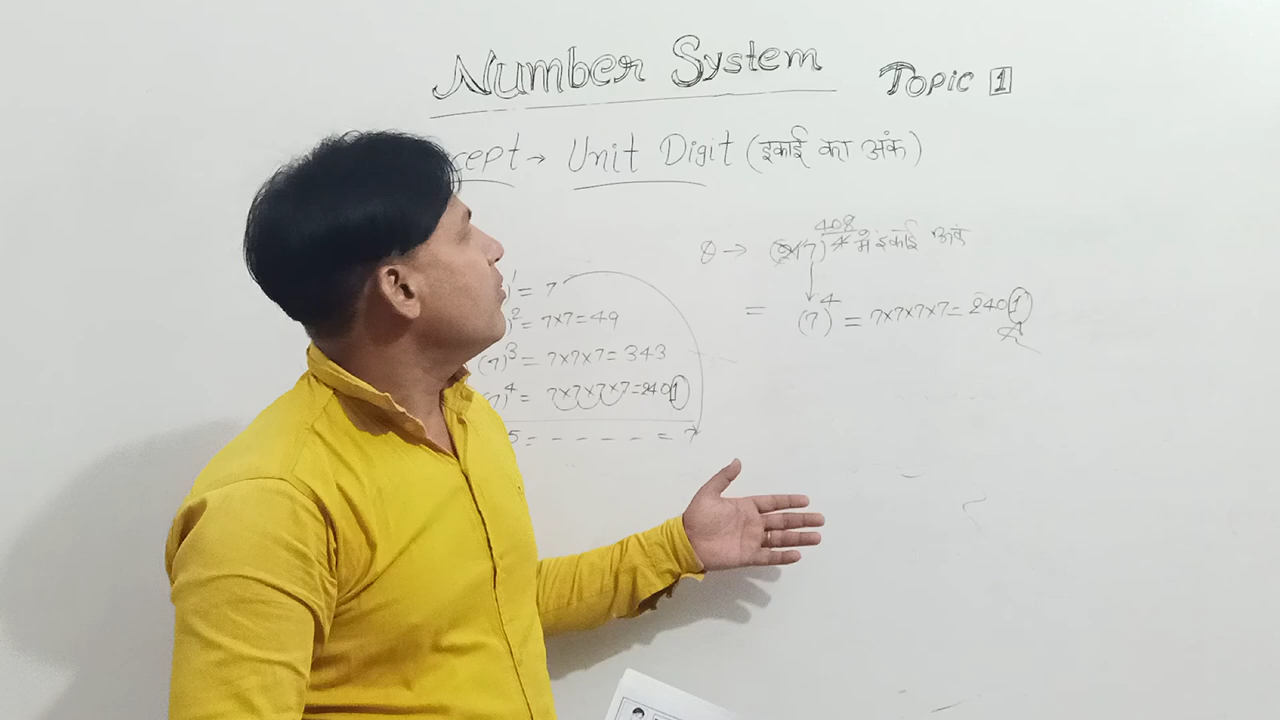 Number System
Topic 1
cept → Unit Digit (इकाई का अंक)
)¹ = 7
)² = 7×7=49
(7)³ = 7×7×7= 343
7)⁴ = 7×7×7×7=2401
5 = - - - - - = 7
Q → (247)⁴⁰⁸/⁴ में इकाई अंक
= (7)⁴ = 7×7×7×7= 2401